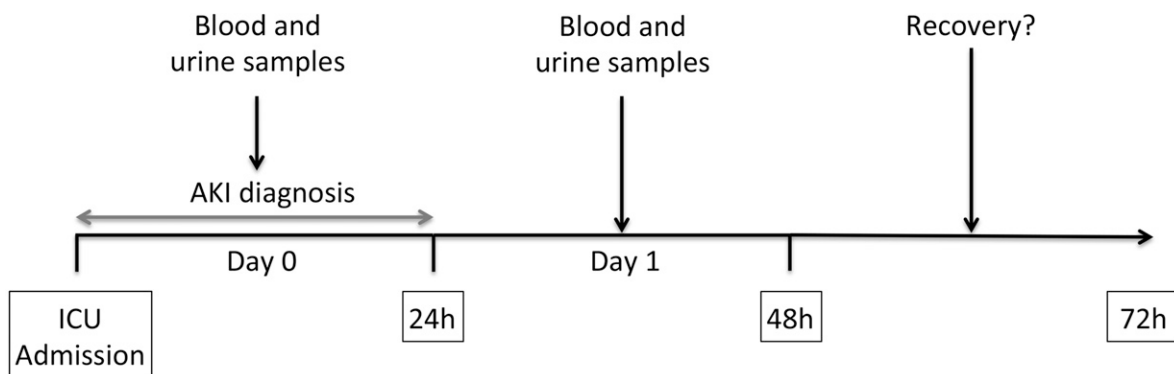 Blood and
urine samples
Blood and
urine samples
Recovery?
AKI diagnosis
Day 0
Day 1
ICU
Admission
24h
48h
72h